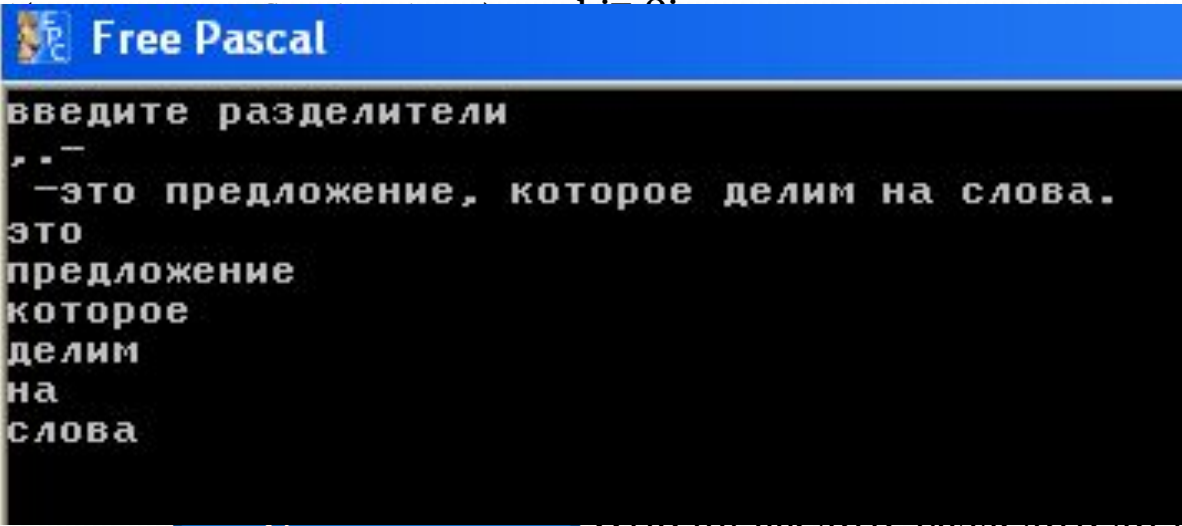 Free Pascal
введите разделители
,.-
-это предложение, которое делим на слова.
это
предложение
которое
делим
на
слова